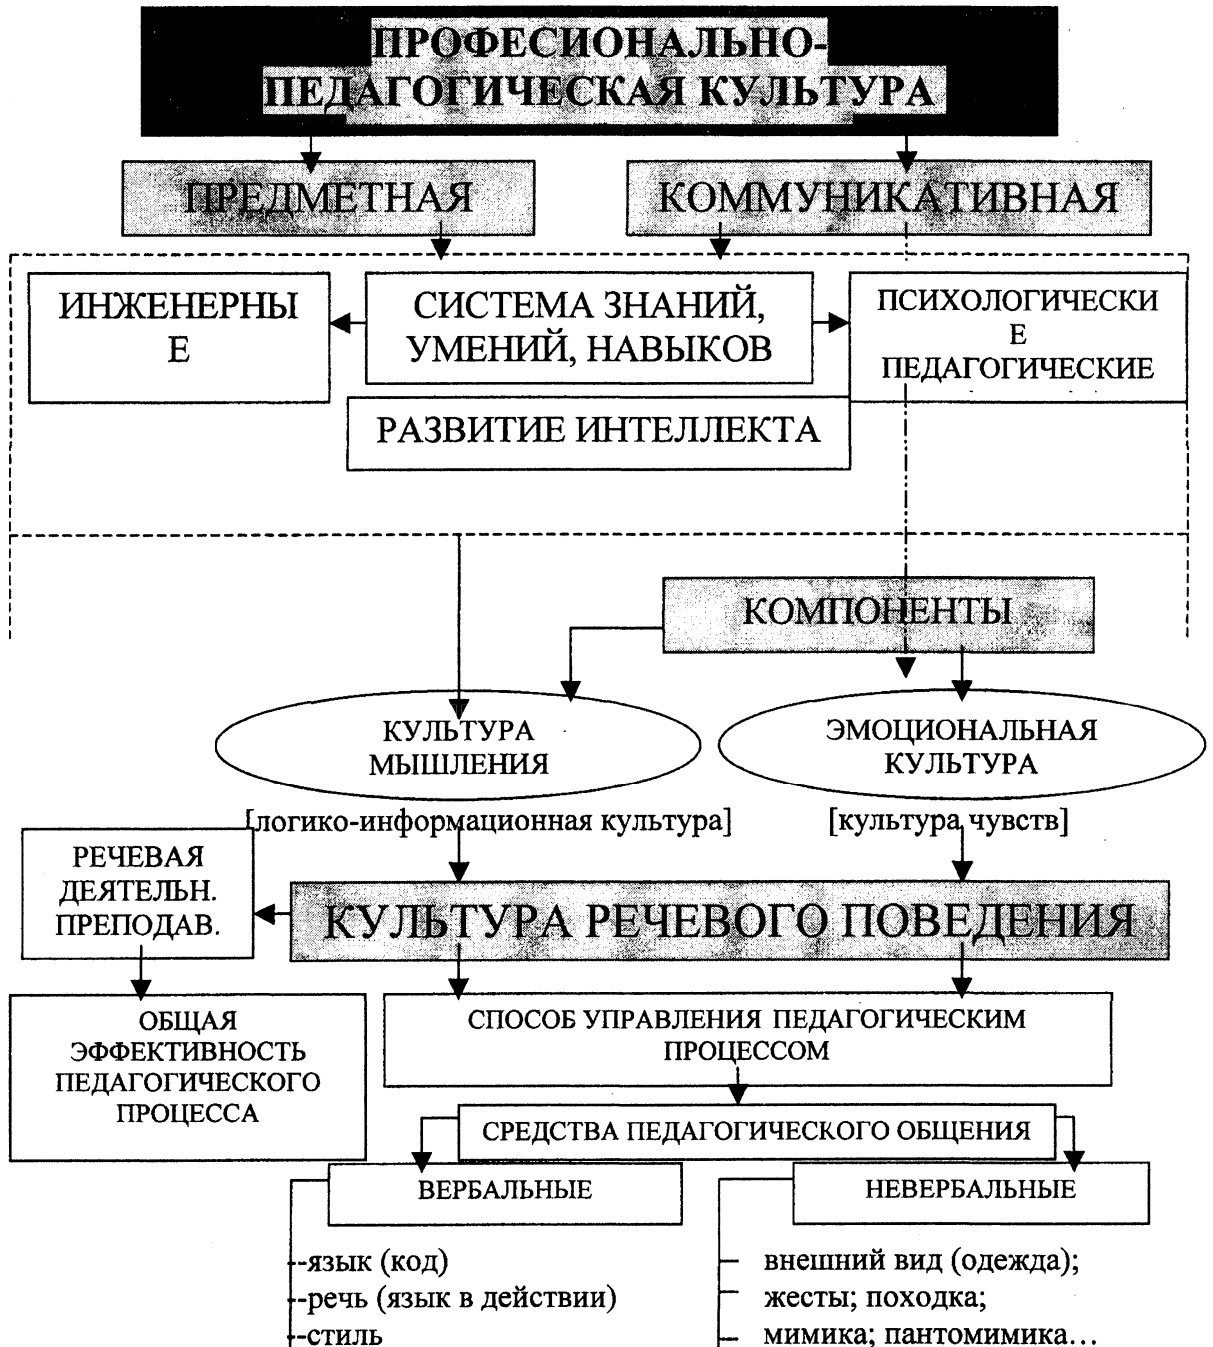 ПРОФЕСИОНАЛЬНО-
ПЕДАГОГИЧЕСКАЯ КУЛЬТУРА
ПРЕДМЕТНАЯ
КОММУНИКАТИВНАЯ
ИНЖЕНЕРНЫ
Е
СИСТЕМА ЗНАНИЙ,
УМЕНИЙ, НАВЫКОВ
ПСИХОЛОГИЧЕСКИ
Е
ПЕДАГОГИЧЕСКИЕ
РАЗВИТИЕ ИНТЕЛЛЕКТА
КОМПОНЕНТЫ
КУЛЬТУРА
МЫШЛЕНИЯ
ЭМОЦИОНАЛЬНАЯ
КУЛЬТУРА
[логико-информационная культура]
[культура чувств]
РЕЧЕВАЯ
ДЕЯТЕЛЬН.
ПРЕПОДАВ.
КУЛЬТУРА РЕЧЕВОГО ПОВЕДЕНИЯ
ОБЩАЯ
ЭФФЕКТИВНОСТЬ
ПЕДАГОГИЧЕСКОГО
ПРОЦЕССА
СПОСОБ УПРАВЛЕНИЯ ПЕДАГОГИЧЕСКИМ
ПРОЦЕССОМ
СРЕДСТВА ПЕДАГОГИЧЕСКОГО ОБЩЕНИЯ
ВЕРБАЛЬНЫЕ
НЕВЕРБАЛЬНЫЕ
--язык (код)
--речь (язык в действии)
--стиль
внешний вид (одежда);
жесты; походка;
мимика; пантомимика…